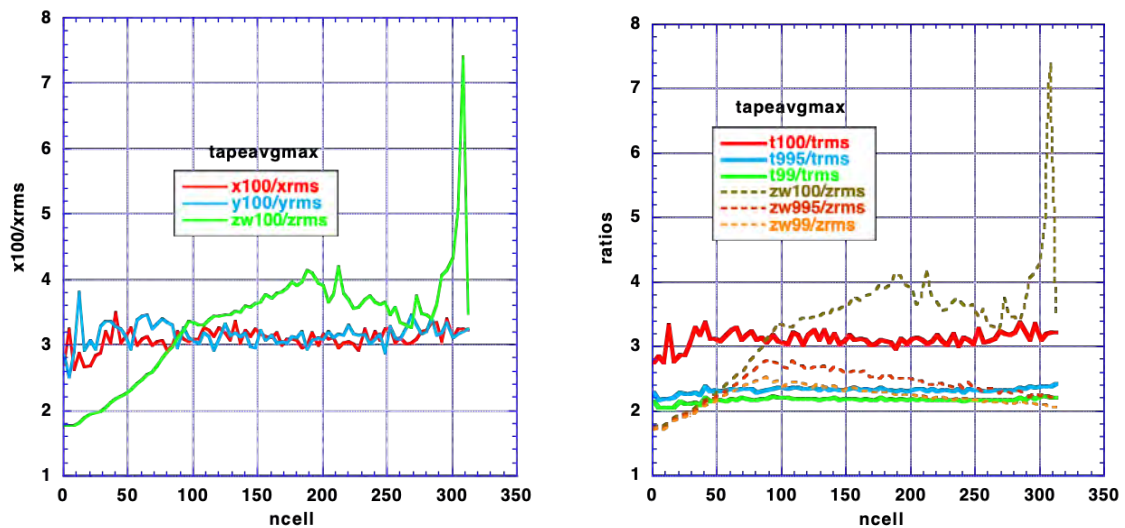 8
7
6
5
4
3
2
1
x100/xrms
tapeavgmax
x100/xrms
y100/yrms
zw100/zrms
0 50 100 150 200 250 300 350
ncell
8
7
6
5
4
3
2
1
ratios
tapeavgmax
t100/trms
t995/trms
t99/trms
zw100/zrms
zw995/zrms
zw99/zrms
0 50 100 150 200 250 300 350
ncell